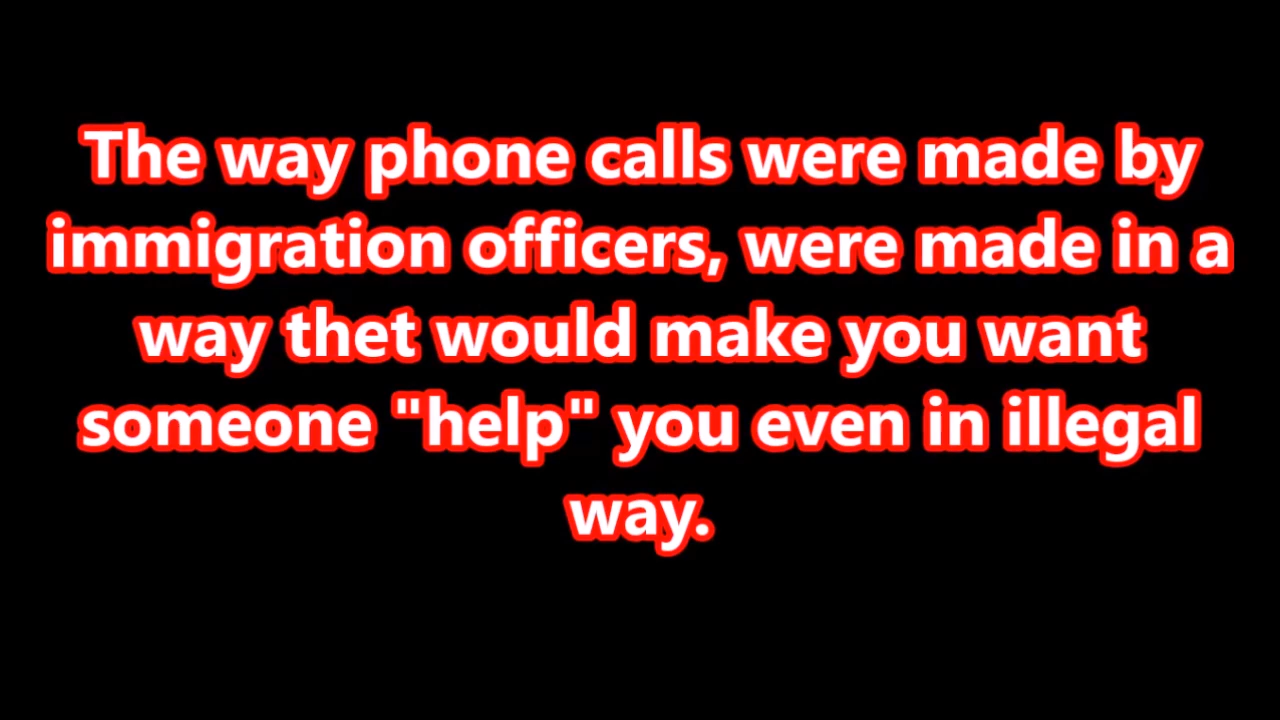 The way phone calls were made by
immigration officers, were made in a
way thet would make you want
someone "help" you even in illegal
way.